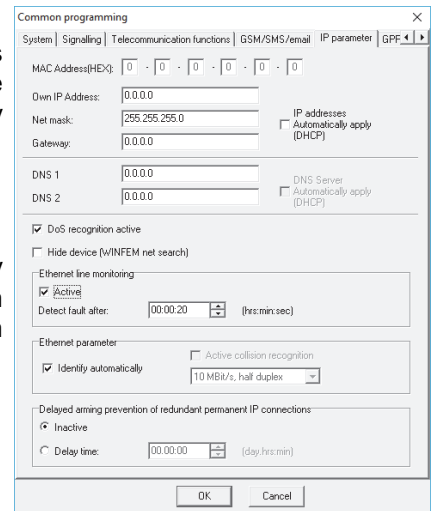 Common programming
System Signalling Telecommunication functions GSM/SMS/email IP parameter GPF
MAC Address(HEX): 0 - 0 - 0 - 0 - 0 - 0
Own IP Address: 0.0.0.0
Net mask: 255.255.255.0
IP addresses
Automatically apply
(DHCP)
Gateway: 0.0.0.0
DNS 1 0.0.0.0
DNS 2 0.0.0.0
DNS Server
Automatically apply
(DHCP)
DoS recognition active
Hide device (WINFEM net search)
Ethernet line monitoring
Active
Detect fault after: 00:00:20 (hrs:min:sec)
Ethernet parameter
Active collision recognition
Identify automatically
10 MBit/s, half duplex
Delayed arming prevention of redundant permanent IP connections
Inactive
Delay time: 00.00:00 (day.hrs:min)
OK Cancel